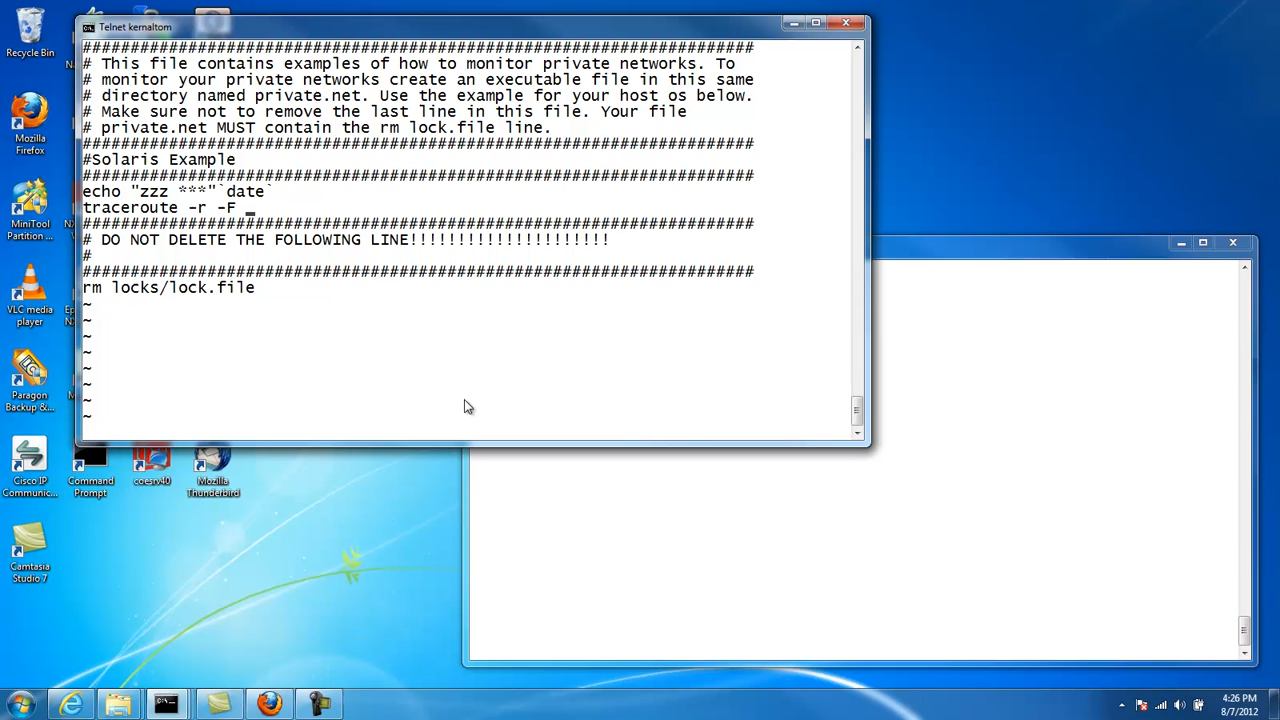 Recycle Bin
Telnet kernaltom
###########################################################################
# This file contains examples of how to monitor private networks. To
# monitor your private networks create an executable file in this same
# directory named private.net. Use the example for your host os below.
# Make sure not to remove the last line in this file. Your file
# private.net MUST contain the rm lock.file line.
######################################################################
#Solaris Example
######################################################################
echo "zzz ***"`date`
traceroute -r -F _
######################################################################
# DO NOT DELETE THE FOLLOWING LINE!!!!!!!!!!!!!!!!!!!!!
#
######################################################################
rm locks/lock.file
~
~
~
~
~
~
~
~
Mozilla
Firefox
MiniTool
Partition ...
VLC media
player
Paragon
Backup &...
Cisco IP
Communic...
Command
Prompt
coesrv40
Mozilla
Thunderbird
Camtasia
Studio 7
4:26 PM
8/7/2012